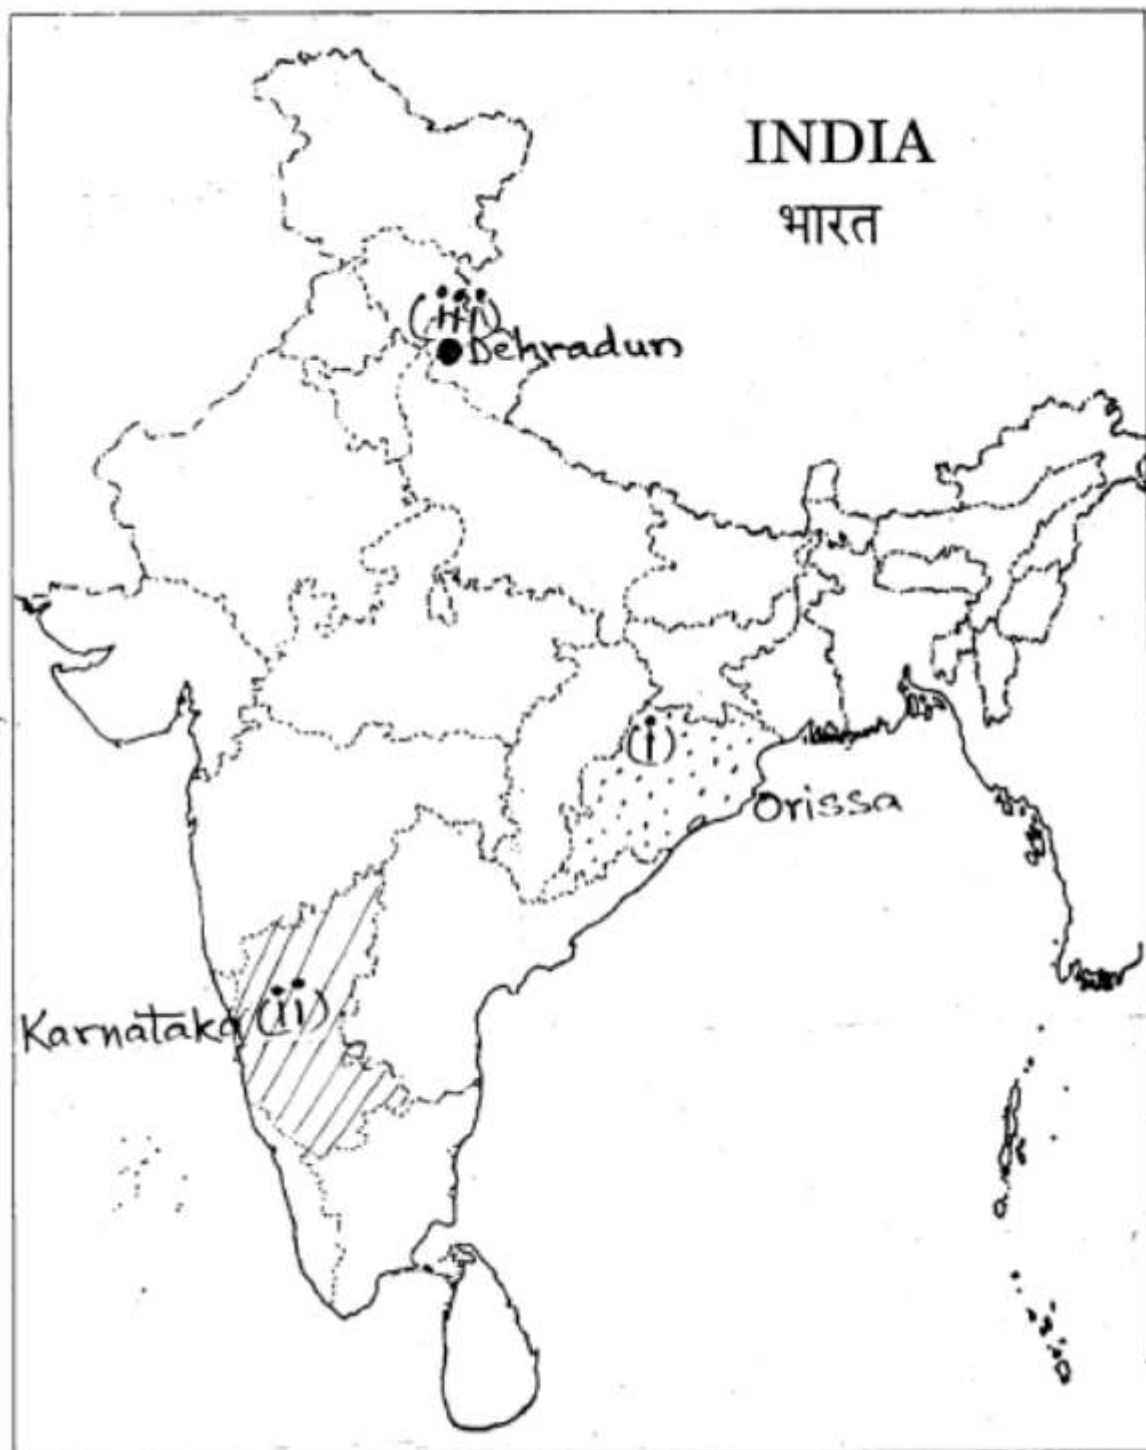 INDIA
भारत
(iii)
Dehradun
(i)
Orissa
Karnataka (ii)